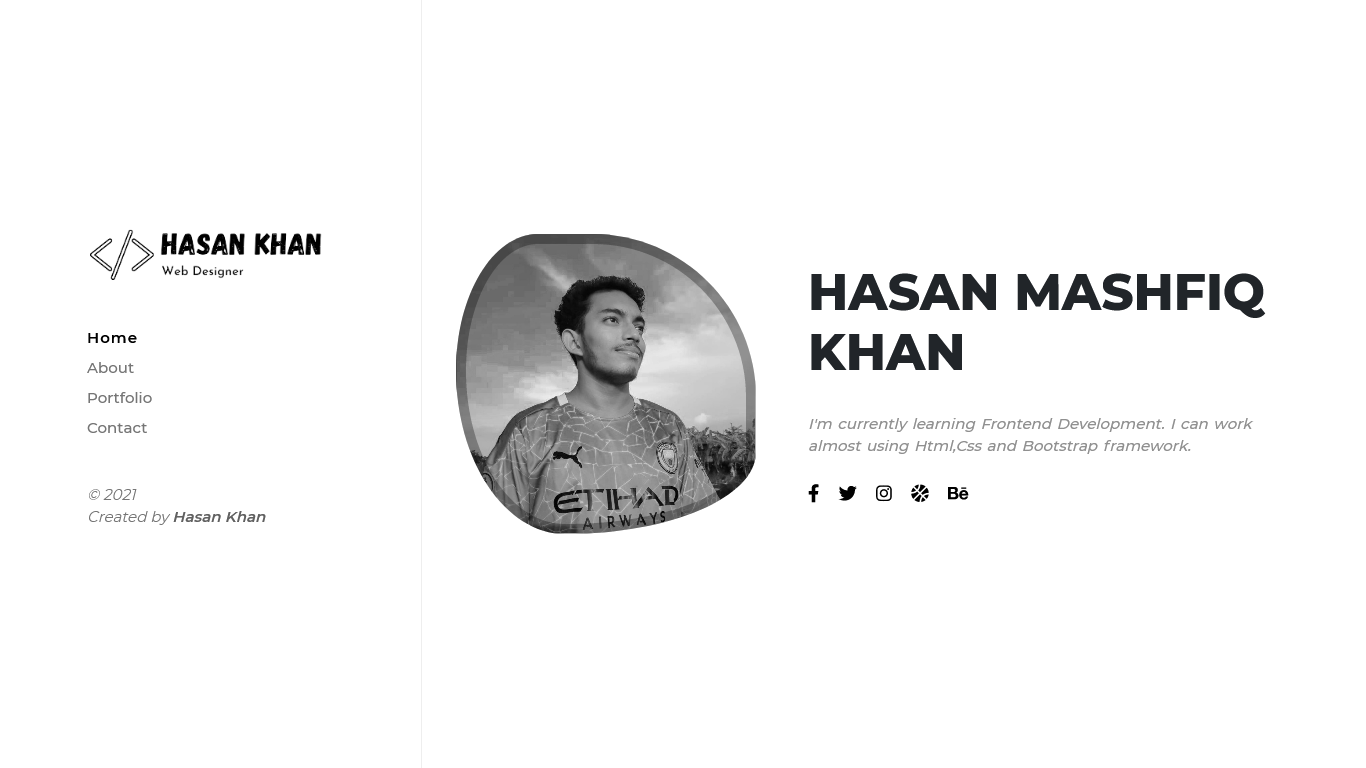 HASAN KHAN
Web Designer
Home
About
Portfolio
Contact
© 2021
Created by Hasan Khan
ETIHAD
AIRWAYS
HASAN MASHFIQ
KHAN
I'm currently learning Frontend Development. I can work
almost using Html,Css and Bootstrap framework.
Bē